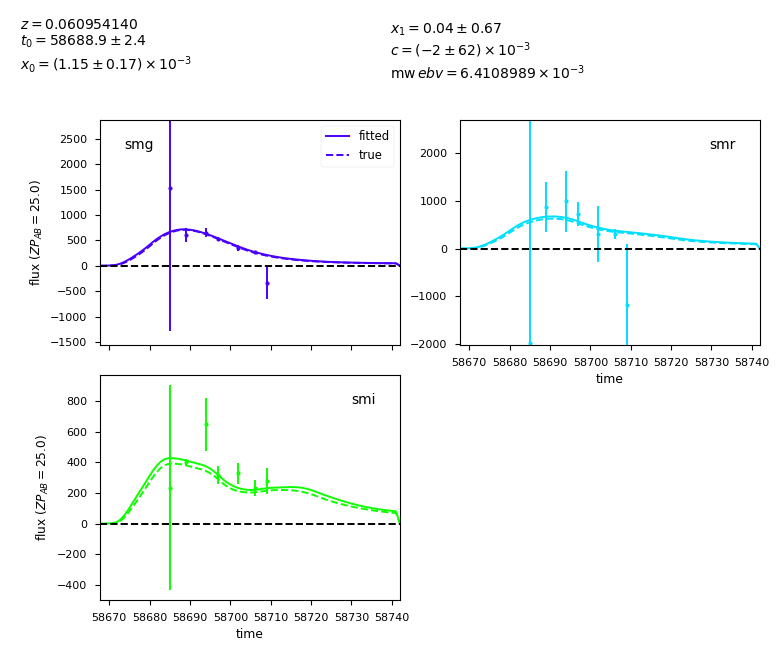 z = 0.060954140
t0 = 58688.9 ± 2.4
x0 = (1.15 ± 0.17) × 10^−3
x1 = 0.04 ± 0.67
c = (−2 ± 62) × 10^−3
mw ebv = 6.4108989 × 10^−3
smg
fitted
true
2500
2000
1500
1000
500
0
−500
−1000
−1500
flux (ZP_AB = 25.0)
smr
2000
1000
0
−1000
−2000
58670 58680 58690 58700 58710 58720 58730 58740
time
smi
800
600
400
200
0
−200
−400
flux (ZP_AB = 25.0)
58670 58680 58690 58700 58710 58720 58730 58740
time